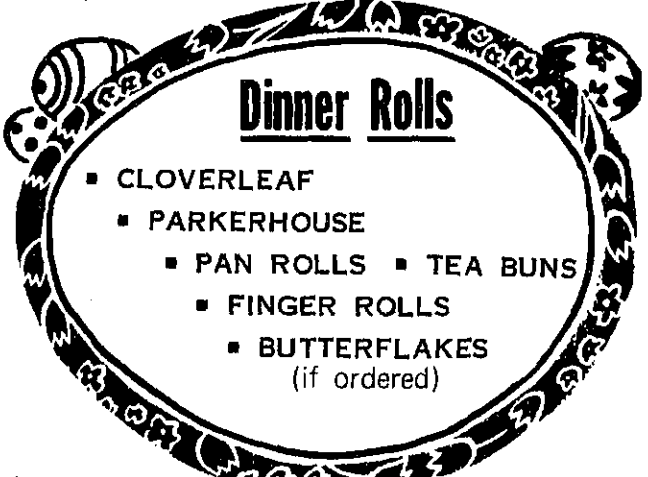 Dinner Rolls
▪ CLOVERLEAF
▪ PARKERHOUSE
▪ PAN ROLLS ▪ TEA BUNS
▪ FINGER ROLLS
▪ BUTTERFLAKES
(if ordered)